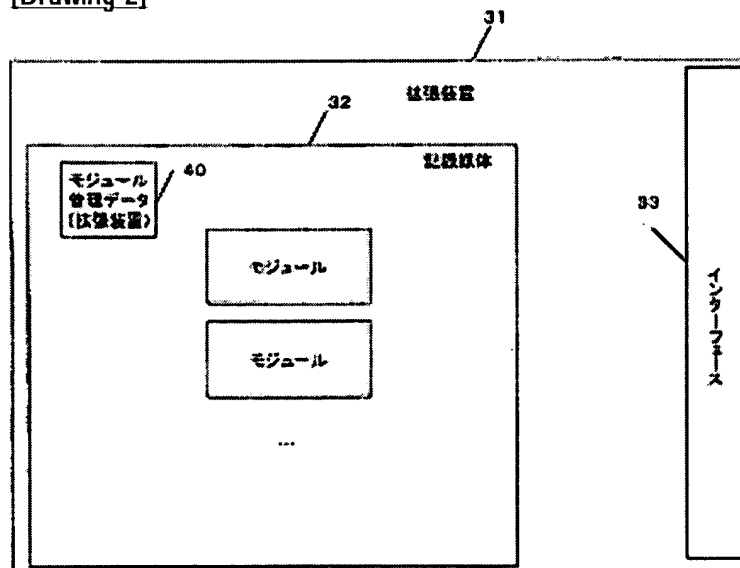 [Drawing 2]
31
拡張装置
32
記録媒体
モジュール
管理データ
(拡張装置)
40
モジュール
モジュール
...
33
インターフェース